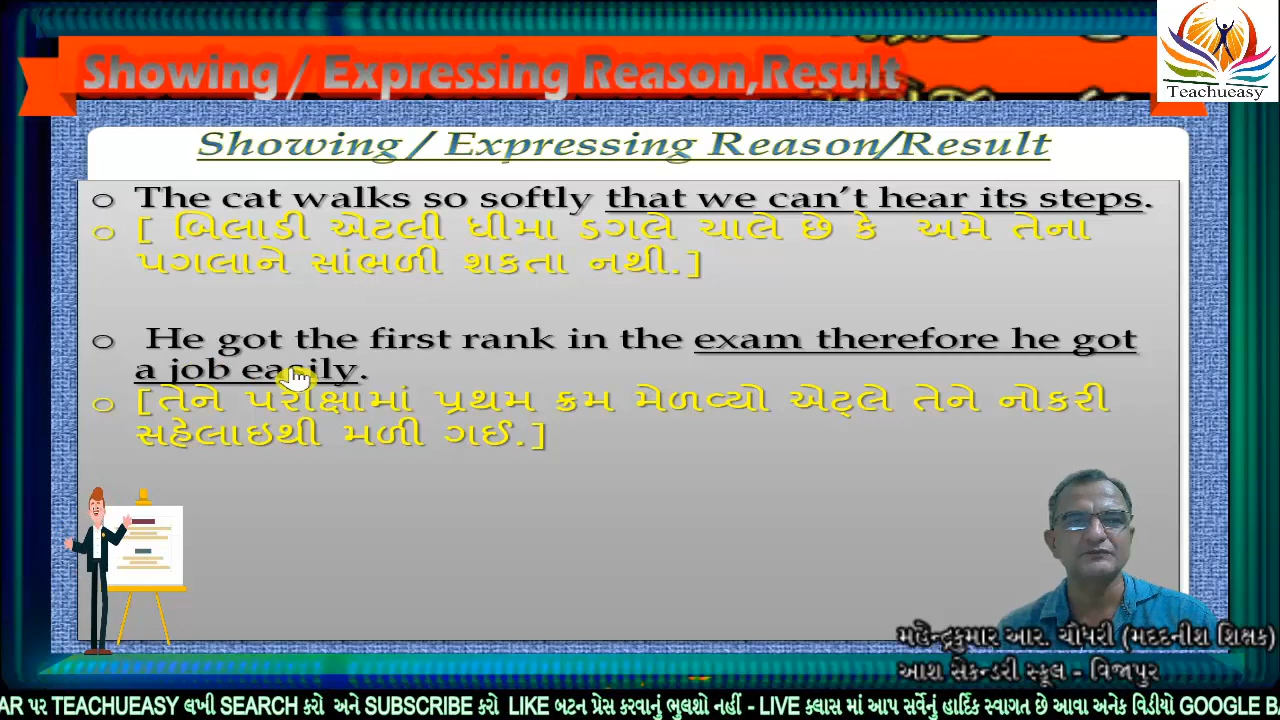 Showing / Expressing Reason,Result
Teachueasy
Showing / Expressing Reason/Result
The cat walks so softly that we can’t hear its steps.
[ બિલાડી એટલી ધીમા ડગલે ચાલે છે કે અમે તેના
પગલાને સાંભળી શકતા નથી.]
He got the first rank in the exam therefore he got
a job easily.
[તેને પરીક્ષામાં પ્રથમ ક્રમ મેળવ્યો એટ્લે તેને નોકરી
સહેલાઇથી મળી ગઈ.]
મહેન્દ્રકુમાર આર. ચૌધરી (મદદનીશ શિક્ષક)
આશ સેકન્ડરી સ્કૂલ - વિજાપુર
AR પર TEACHUEASY લખી SEARCH કરો અને SUBSCRIBE કરો LIKE બટન પ્રેસ કરવાનું ભુલશો નહીં - LIVE ક્લાસ માં આપ સર્વેનું હાર્દિક સ્વાગત છે આવા અનેક વિડીયો GOOGLE BA